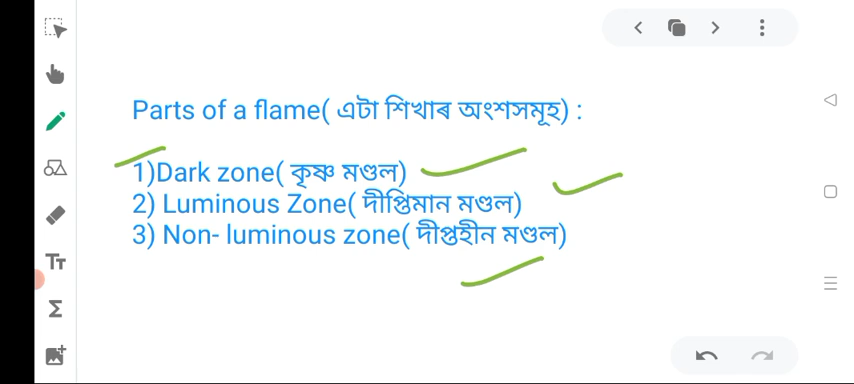 Parts of a flame( এটা শিখাৰ অংশসমূহ) :
1)Dark zone( কৃষ্ণ মণ্ডল)
2) Luminous Zone( দীপ্তিমান মণ্ডল)
3) Non- luminous zone( দীপ্তহীন মণ্ডল)